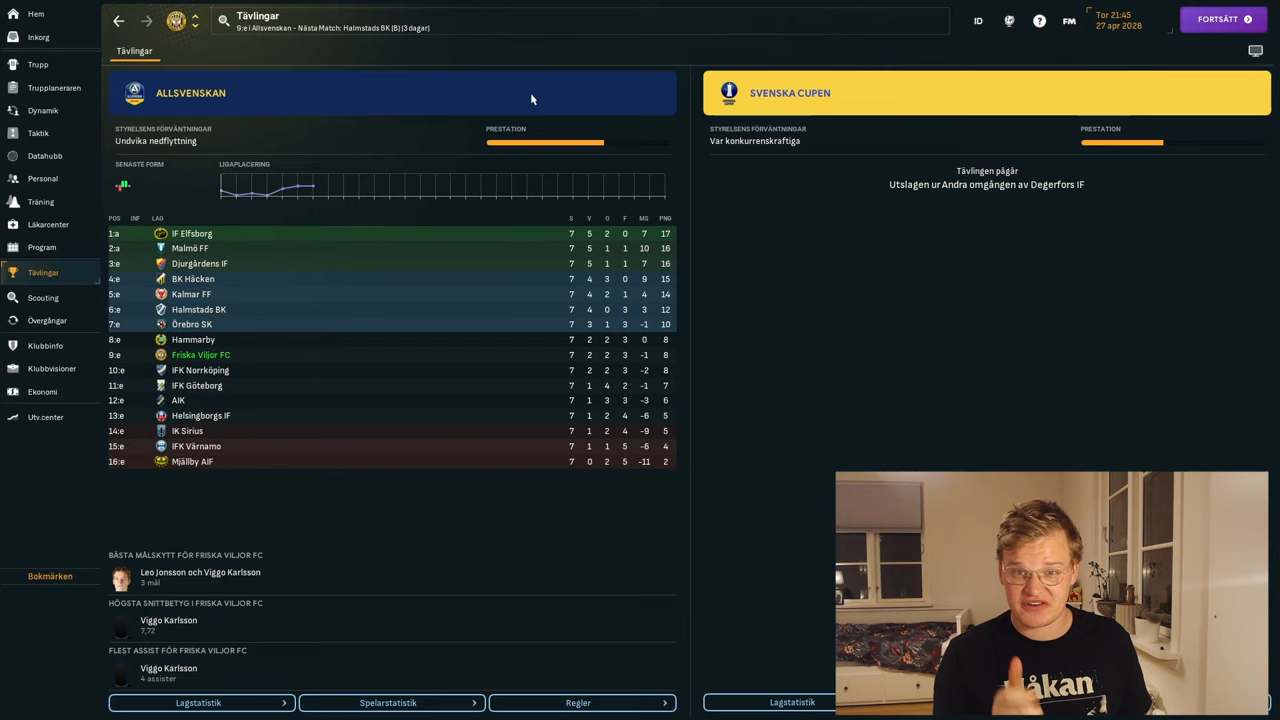 Hem
Inkorg
Trupp
Trupplaneraren
Dynamik
Taktik
Datahubb
Personal
Träning
Läkarcenter
Program
Tävlingar
Scouting
Övergångar
Klubbinfo
Klubbvisioner
Ekonomi
Utv.center
Bokmärken
Tävlingar
9:e i Allsvenskan - Nästa Match: Halmstads BK (B) (3 dagar)
ID
FM
Tor 21:45
27 apr 2028
FORTSÄTT
Tävlingar
ALLSVENSKAN
STYRELSENS FÖRVÄNTNINGAR
Undvika nedflyttning
PRESTATION
SENASTE FORM
LIGAPLACERING
POS INF LAG S V O F MS PNG
1:a IF Elfsborg 7 5 2 0 7 17
2:a Malmö FF 7 5 1 1 10 16
3:e Djurgårdens IF 7 5 1 1 7 16
4:e BK Häcken 7 4 3 0 9 15
5:e Kalmar FF 7 4 2 1 4 14
6:e Halmstads BK 7 4 0 3 3 12
7:e Örebro SK 7 3 1 3 -1 10
8:e Hammarby 7 2 2 3 0 8
9:e Friska Viljor FC 7 2 2 3 -1 8
10:e IFK Norrköping 7 2 2 3 -2 8
11:e IFK Göteborg 7 1 4 2 -1 7
12:e AIK 7 1 3 3 -3 6
13:e Helsingborgs IF 7 1 2 4 -6 5
14:e IK Sirius 7 1 2 4 -9 5
15:e IFK Värnamo 7 1 1 5 -6 4
16:e Mjällby AIF 7 0 2 5 -11 2
BÄSTA MÅLSKYTT FÖR FRISKA VILJOR FC
Leo Jonsson och Viggo Karlsson
3 mål
HÖGSTA SNITTBETYG I FRISKA VILJOR FC
Viggo Karlsson
7,72
FLEST ASSIST FÖR FRISKA VILJOR FC
Viggo Karlsson
4 assister
Lagstatistik
Spelarstatistik
Regler
SVENSKA CUPEN
STYRELSENS FÖRVÄNTNINGAR
Var konkurrenskraftiga
PRESTATION
Tävlingen pågår
Utslagen ur Andra omgången av Degerfors IF
Lagstatistik